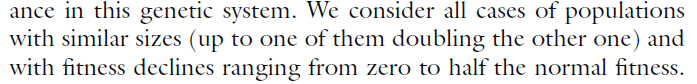 ance in this genetic system. We consider all cases of populations
with similar sizes (up to one of them doubling the other one) and
with fitness declines ranging from zero to half the normal fitness.